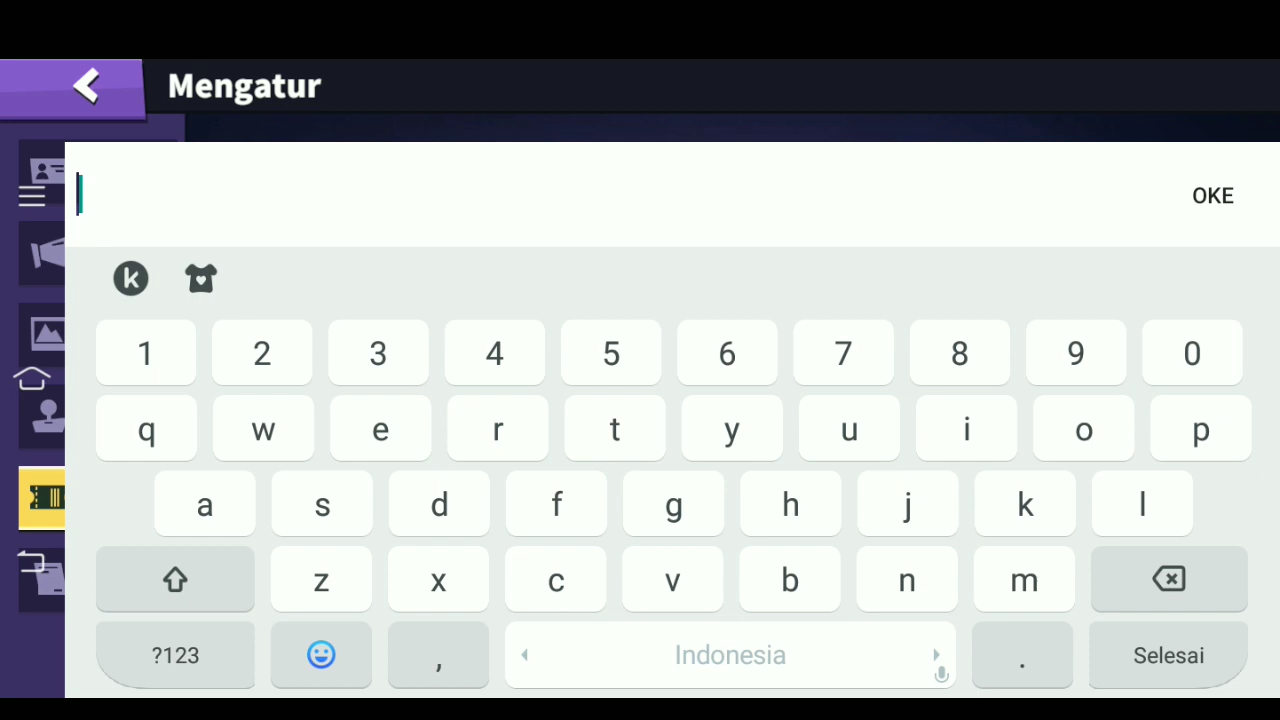 Mengatur
OKE
k
1 2 3 4 5 6 7 8 9 0
q w e r t y u i o p
a s d f g h j k l
z x c v b n m
?123 , Indonesia . Selesai